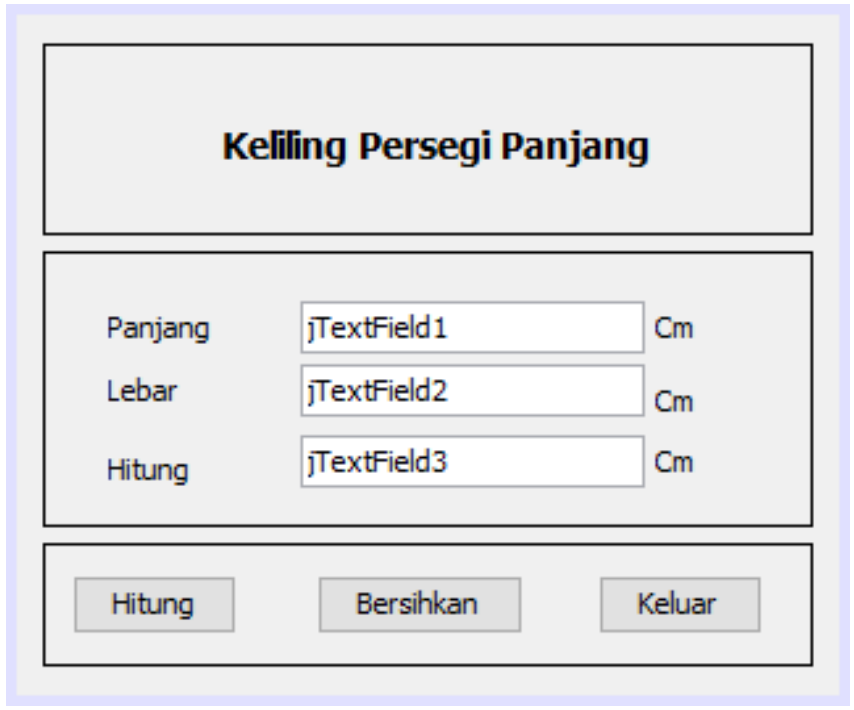 Keliling Persegi Panjang
Panjang jTextField1 Cm
Lebar jTextField2 Cm
Hitung jTextField3 Cm
Hitung Bersihkan Keluar